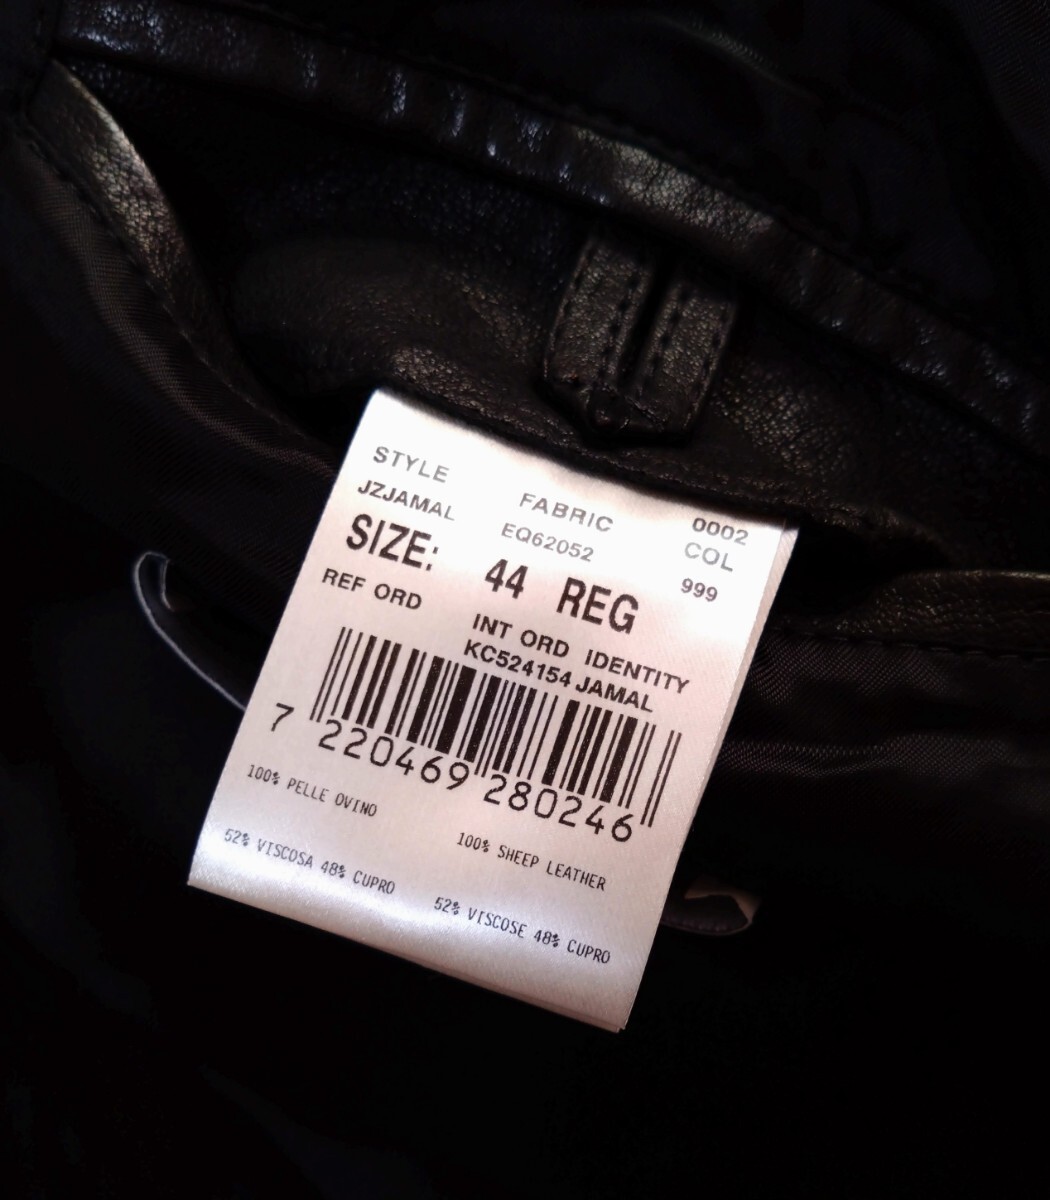 STYLE FABRIC 0002
JZJAMAL EQ62052 COL
SIZE: 44 REG 999
REF ORD INT ORD IDENTITY
KC524154 JAMAL
7 220469 280246
100% PELLE OVINO 100% SHEEP LEATHER
52% VISCOSA 48% CUPRO 52% VISCOSE 48% CUPRO